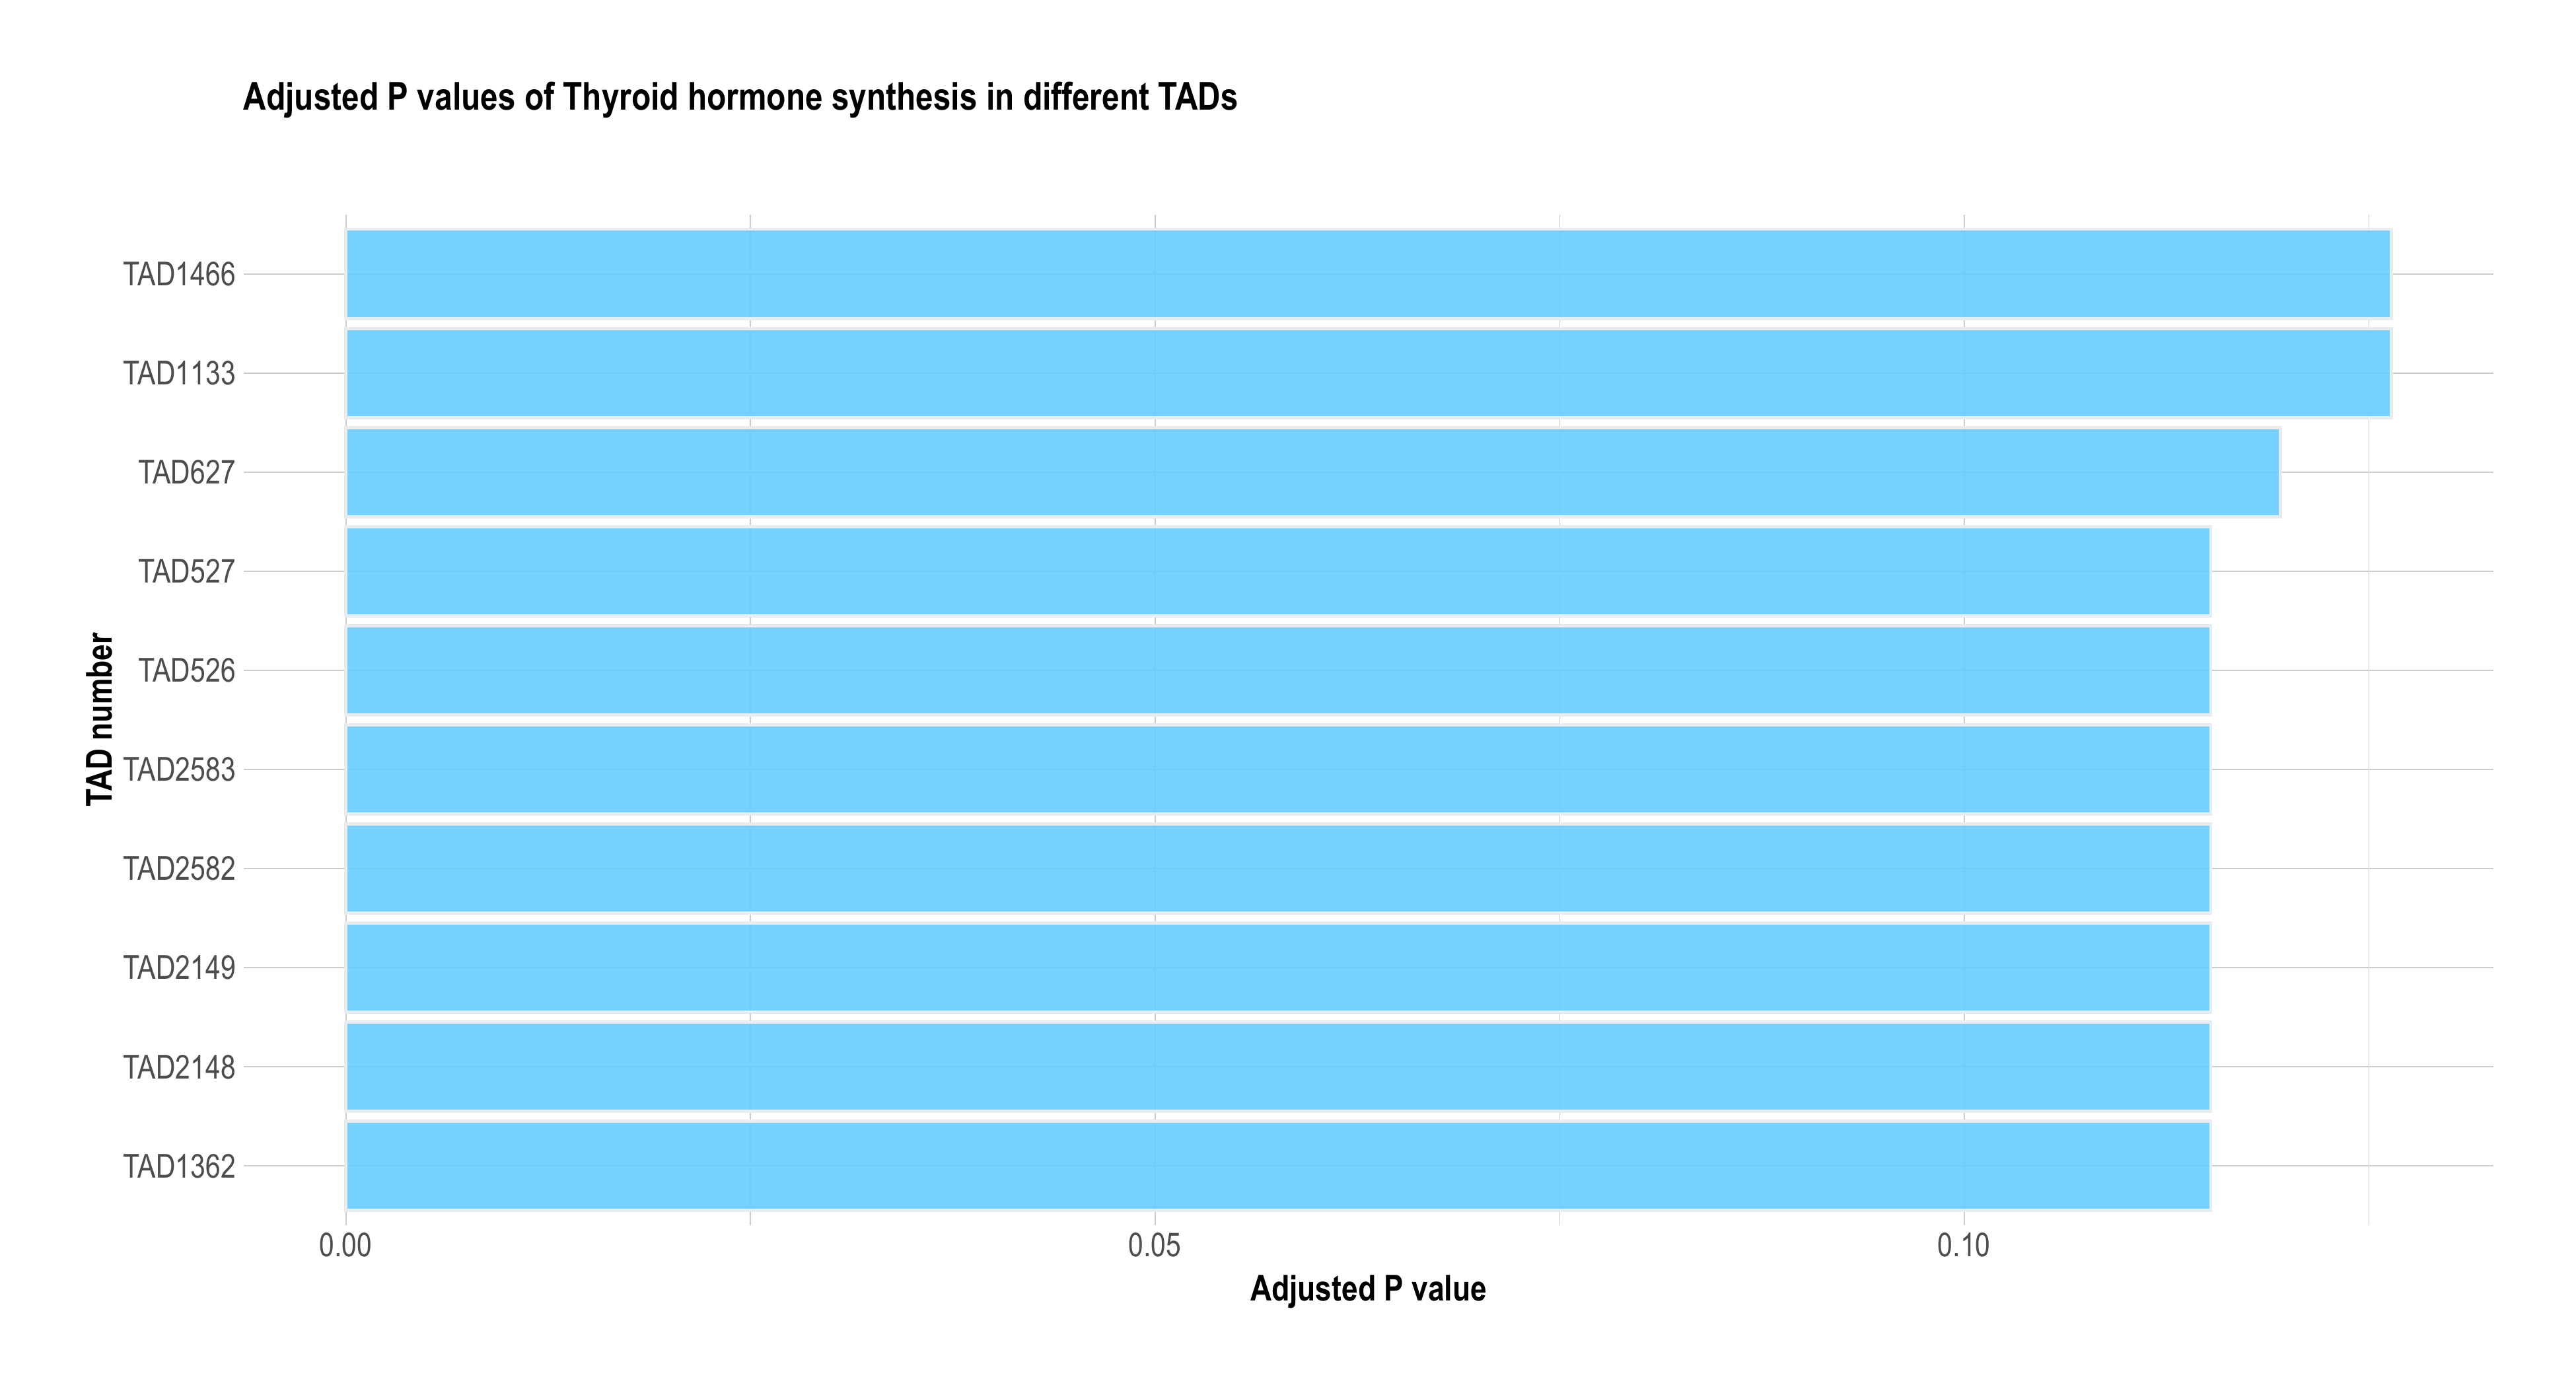 Adjusted P values of Thyroid hormone synthesis in different TADs
TAD number
TAD1466
TAD1133
TAD627
TAD527
TAD526
TAD2583
TAD2582
TAD2149
TAD2148
TAD1362
0.00 0.05 0.10
Adjusted P value